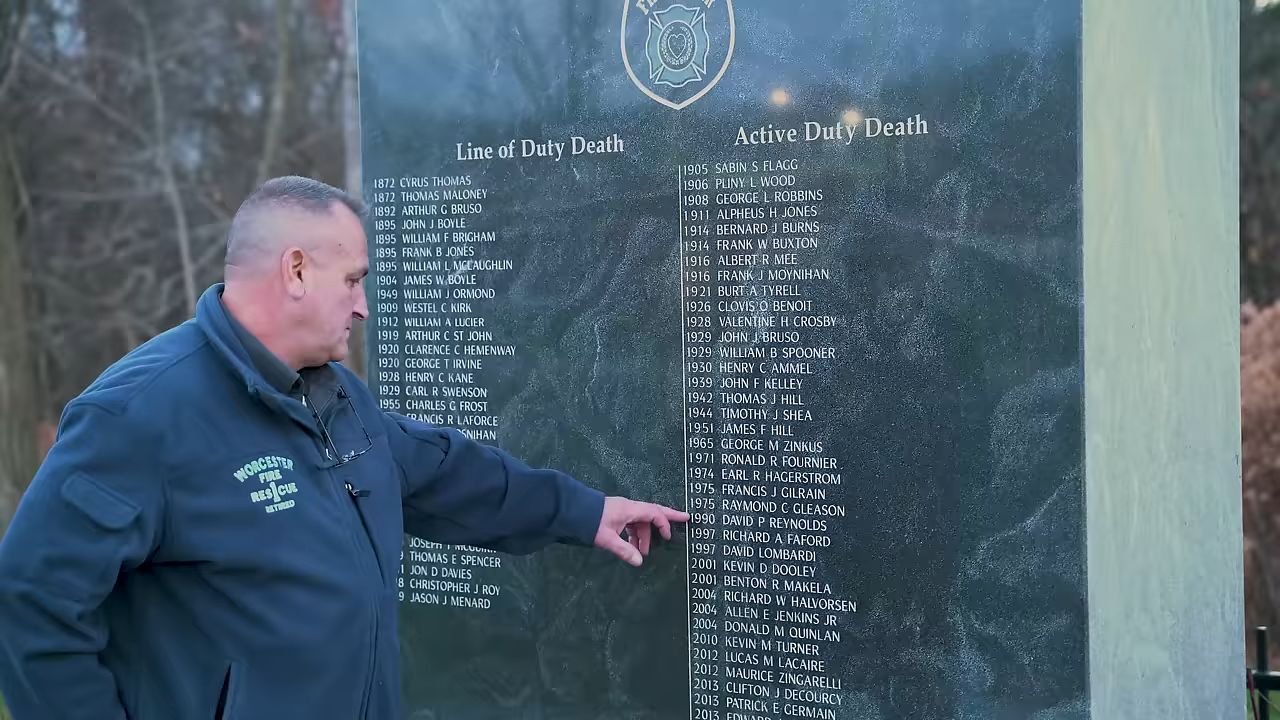 Line of Duty Death
1872 CYRUS THOMAS
1872 THOMAS MALONEY
1892 ARTHUR G BRUSO
1895 JOHN J BOYLE
1895 WILLIAM F BRIGHAM
1895 FRANK B JONES
1895 WILLIAM L MCLAUGHLIN
1904 JAMES W BOYLE
1949 WILLIAM J ORMOND
1909 WESTEL C KIRK
1912 WILLIAM A LUCIER
1919 ARTHUR C ST JOHN
1920 CLARENCE C HEMENWAY
1920 GEORGE T IRVINE
1928 HENRY C KANE
1929 CARL R SWENSON
1955 CHARLES G FROST
FRANCIS R LAFORCE
JOSEPH T
THOMAS E SPENCER
JON D DAVIES
CHRISTOPHER J ROY
JASON J MENARD
Active Duty Death
1905 SABIN S FLAGG
1906 PLINY L WOOD
1908 GEORGE L ROBBINS
1911 ALPHEUS H JONES
1914 BERNARD J BURNS
1914 FRANK W BUXTON
1916 ALBERT R MEE
1916 FRANK J MOYNIHAN
1921 BURT A TYRELL
1926 CLOVIS O BENOIT
1928 VALENTINE H CROSBY
1929 JOHN J BRUSO
1929 WILLIAM B SPOONER
1930 HENRY C AMMEL
1939 JOHN F KELLEY
1942 THOMAS J HILL
1944 TIMOTHY J SHEA
1951 JAMES F HILL
1965 GEORGE M ZINKUS
1971 RONALD R FOURNIER
1974 EARL R HAGERSTROM
1975 FRANCIS J GILRAIN
1975 RAYMOND C GLEASON
1990 DAVID P REYNOLDS
1997 RICHARD A FAFORD
1997 DAVID LOMBARDI
2001 KEVIN D DOOLEY
2001 BENTON R MAKELA
2004 RICHARD W HALVORSEN
2004 ALLEN E JENKINS JR
2004 DONALD M QUINLAN
2010 KEVIN M TURNER
2012 LUCAS M LACAIRE
2012 MAURICE ZINGARELLI
2013 CLIFTON J DECOURCY
2013 PATRICK E GERMAIN
2013
WORCESTER
FIRE
RESCUE
1
RETIRED